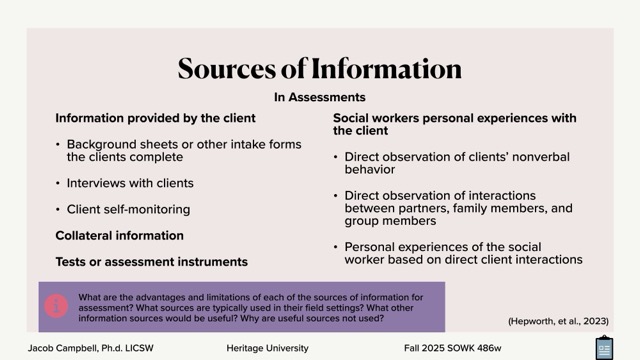 Sources of Information
In Assessments
Information provided by the client
• Background sheets or other intake forms
the clients complete
• Interviews with clients
• Client self-monitoring
Collateral information
Tests or assessment instruments
Social workers personal experiences with
the client
• Direct observation of clients' nonverbal
behavior
• Direct observation of interactions
between partners, family members, and
group members
• Personal experiences of the social
worker based on direct client interactions
What are the advantages and limitations of each of the sources of information for
assessment? What sources are typically used in their field settings? What other
information sources would be useful? Why are useful sources not used?
(Hepworth, et al., 2023)
Jacob Campbell, Ph.d. LICSW
Heritage University
Fall 2025 SOWK 486w